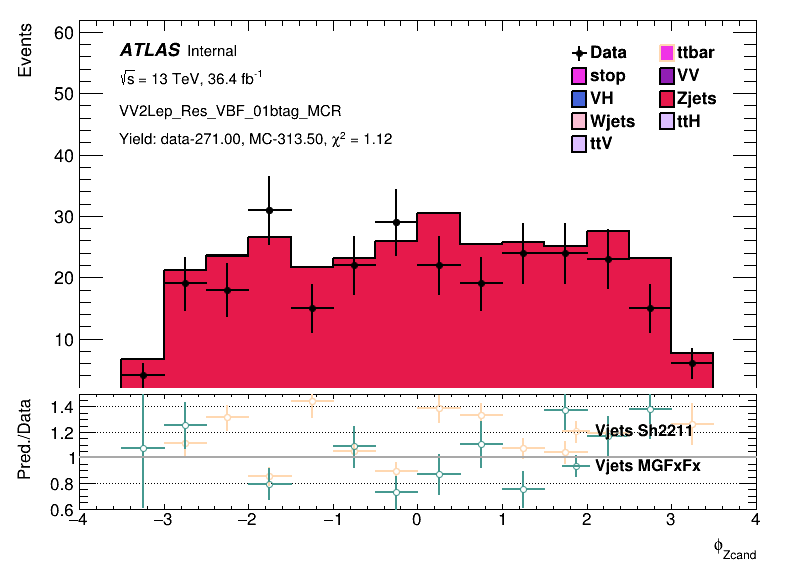 Events
60
50
40
30
20
10
ATLAS Internal
√s = 13 TeV, 36.4 fb⁻¹
VV2Lep_Res_VBF_01btag_MCR
Yield: data-271.00, MC-313.50, χ² = 1.12
Data
ttbar
stop
VV
VH
Zjets
Wjets
ttH
ttV
Pred./Data
1.4
1.2
1
0.8
0.6
Vjets Sh2211
Vjets MGFxFx
−4 −3 −2 −1 0 1 2 3 4
ϕZcand